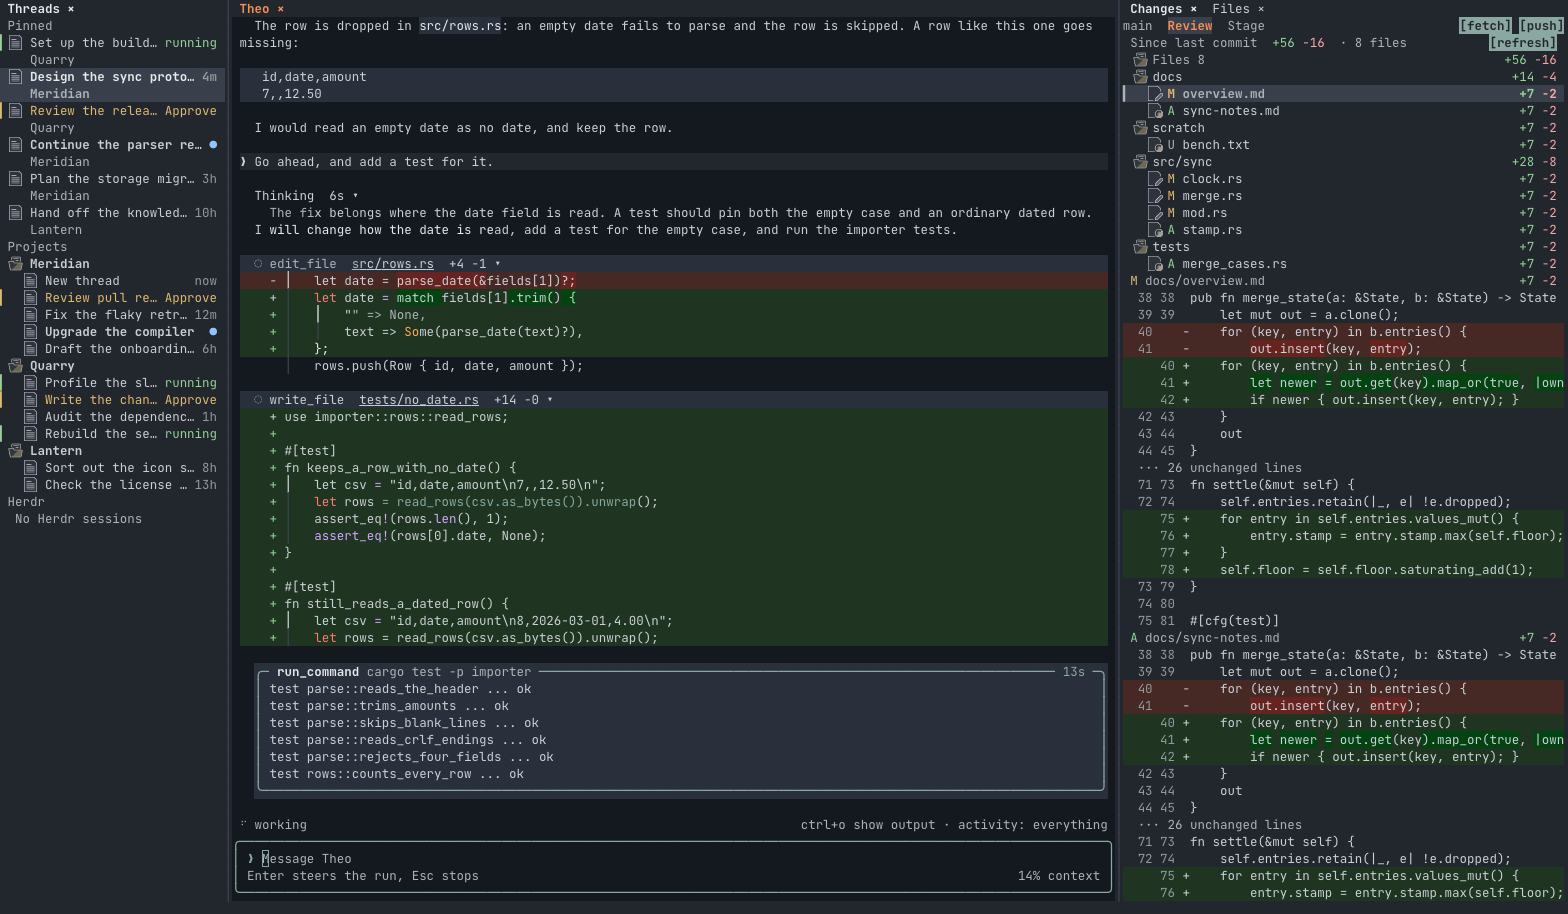 Threads ×
Pinned
Set up the build… running
Quarry
Design the sync proto… 4m
Meridian
Review the relea… Approve
Quarry
Continue the parser re… ●
Meridian
Plan the storage migr… 3h
Meridian
Hand off the knowled… 10h
Lantern
Projects
Meridian
New thread now
Review pull re… Approve
Fix the flaky retr… 12m
Upgrade the compiler ●
Draft the onboardin… 6h
Quarry
Profile the sl… running
Write the chan… Approve
Audit the dependenc… 1h
Rebuild the se… running
Lantern
Sort out the icon s… 8h
Check the license … 13h
Herdr
No Herdr sessions
Theo ×
The row is dropped in src/rows.rs: an empty date fails to parse and the row is skipped. A row like this one goes
missing:
id,date,amount
7,,12.50
I would read an empty date as no date, and keep the row.
❯ Go ahead, and add a test for it.
Thinking 6s ▾
The fix belongs where the date field is read. A test should pin both the empty case and an ordinary dated row.
I will change how the date is read, add a test for the empty case, and run the importer tests.
edit_file src/rows.rs +4 -1 ▾
- let date = parse_date(&fields[1])?;
+ let date = match fields[1].trim() {
+ "" => None,
+ text => Some(parse_date(text)?),
+ };
rows.push(Row { id, date, amount });
write_file tests/no_date.rs +14 -0 ▾
+ use importer::rows::read_rows;
+
+ #[test]
+ fn keeps_a_row_with_no_date() {
+ let csv = "id,date,amount\n7,,12.50\n";
+ let rows = read_rows(csv.as_bytes()).unwrap();
+ assert_eq!(rows.len(), 1);
+ assert_eq!(rows[0].date, None);
+ }
+
+ #[test]
+ fn still_reads_a_dated_row() {
+ let csv = "id,date,amount\n8,2026-03-01,4.00\n";
+ let rows = read_rows(csv.as_bytes()).unwrap();
run_command cargo test -p importer 13s
test parse::reads_the_header ... ok
test parse::trims_amounts ... ok
test parse::skips_blank_lines ... ok
test parse::reads_crlf_endings ... ok
test parse::rejects_four_fields ... ok
test rows::counts_every_row ... ok
working ctrl+o show output · activity: everything
❯ Message Theo
Enter steers the run, Esc stops 14% context
Changes × Files ×
main Review Stage [fetch] [push]
Since last commit +56 -16 · 8 files [refresh]
Files 8 +56 -16
docs +14 -4
M overview.md +7 -2
A sync-notes.md +7 -2
scratch +7 -2
U bench.txt +7 -2
src/sync +28 -8
M clock.rs +7 -2
M merge.rs +7 -2
M mod.rs +7 -2
A stamp.rs +7 -2
tests +7 -2
A merge_cases.rs +7 -2
M docs/overview.md +7 -2
38 38 pub fn merge_state(a: &State, b: &State) -> State
39 39 let mut out = a.clone();
40 - for (key, entry) in b.entries() {
41 - out.insert(key, entry);
40 + for (key, entry) in b.entries() {
41 + let newer = out.get(key).map_or(true, |own
42 + if newer { out.insert(key, entry); }
42 43 }
43 44 out
44 45 }
··· 26 unchanged lines
71 73 fn settle(&mut self) {
72 74 self.entries.retain(|_, e| !e.dropped);
75 + for entry in self.entries.values_mut() {
76 + entry.stamp = entry.stamp.max(self.floor);
77 + }
78 + self.floor = self.floor.saturating_add(1);
73 79 }
74 80
75 81 #[cfg(test)]
A docs/sync-notes.md +7 -2
38 38 pub fn merge_state(a: &State, b: &State) -> State
39 39 let mut out = a.clone();
40 - for (key, entry) in b.entries() {
41 - out.insert(key, entry);
40 + for (key, entry) in b.entries() {
41 + let newer = out.get(key).map_or(true, |own
42 + if newer { out.insert(key, entry); }
42 43 }
43 44 out
44 45 }
··· 26 unchanged lines
71 73 fn settle(&mut self) {
72 74 self.entries.retain(|_, e| !e.dropped);
75 + for entry in self.entries.values_mut() {
76 + entry.stamp = entry.stamp.max(self.floor);